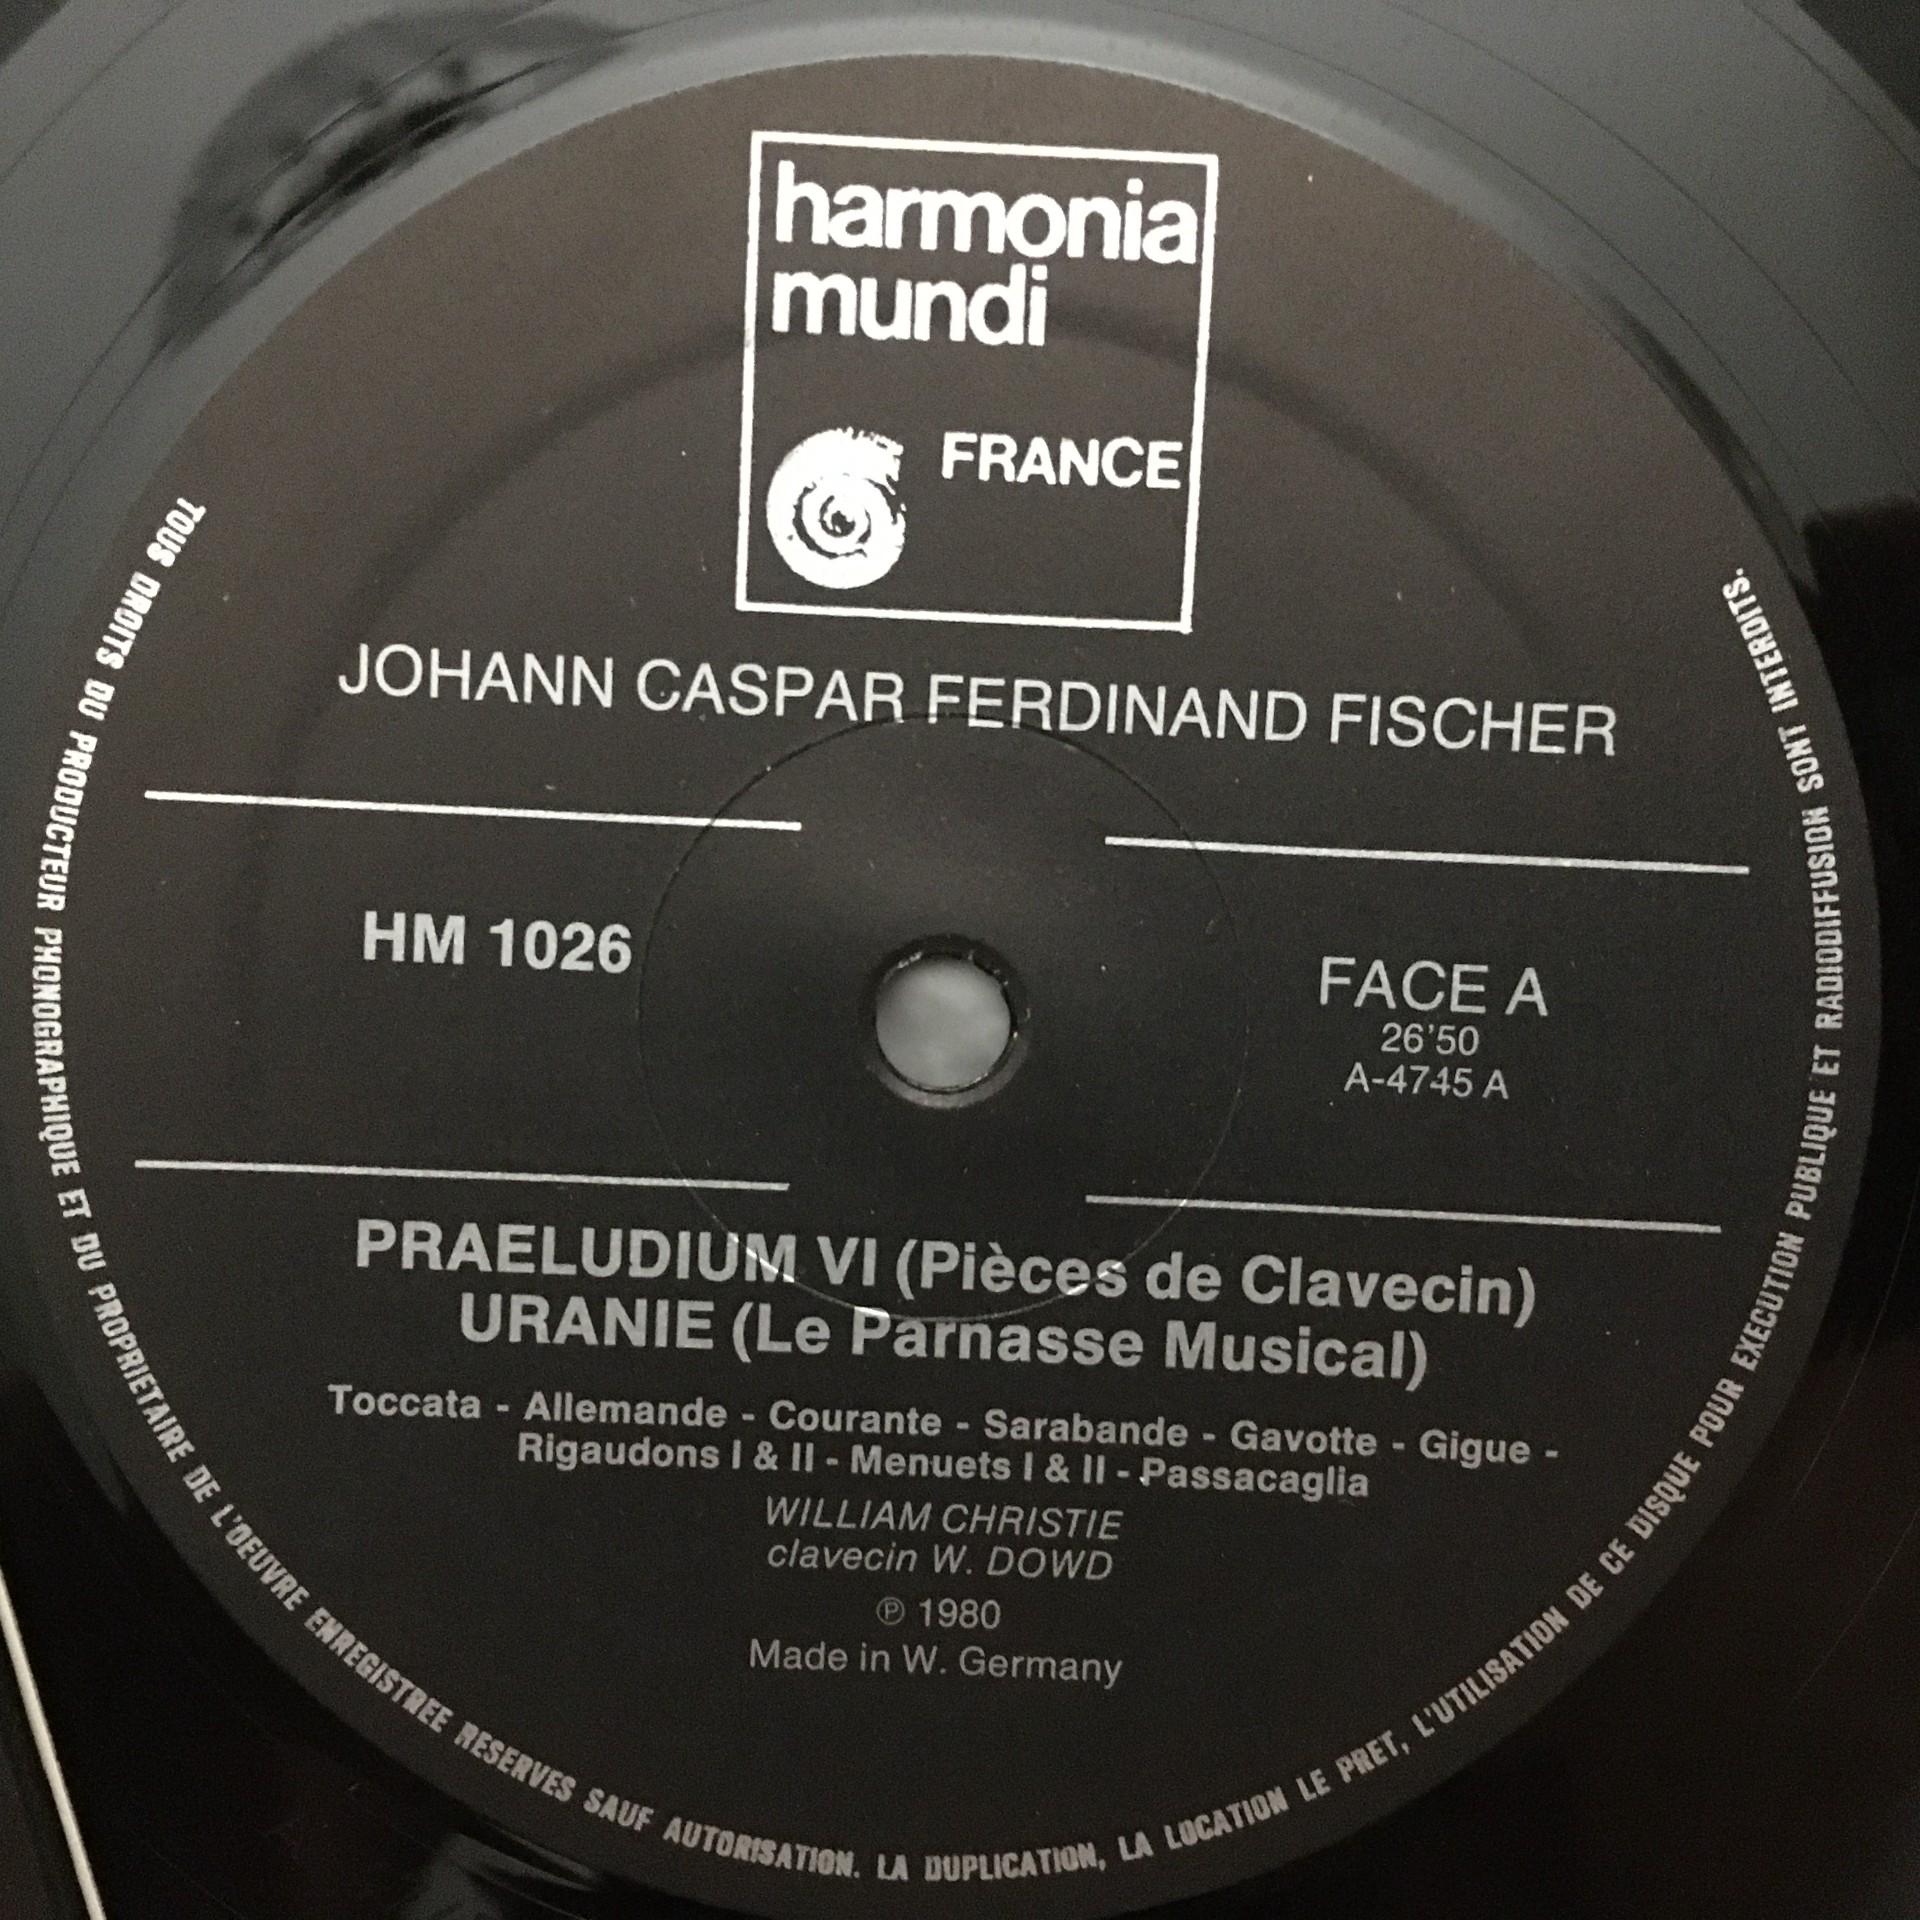 harmonia
mundi
FRANCE
JOHANN CASPAR FERDINAND FISCHER
HM 1026
FACE A
26'50
A-4745 A
PRAELUDIUM VI (Pièces de Clavecin)
URANIE (Le Parnasse Musical)
Toccata - Allemande - Courante - Sarabande - Gavotte - Gigue -
Rigaudons I & II - Menuets I & II - Passacaglia
WILLIAM CHRISTIE
clavecin W. DOWD
℗ 1980
Made in W. Germany
TOUS DROITS DU PRODUCTEUR PHONOGRAPHIQUE ET DU PROPRIETAIRE DE L'OEUVRE ENREGISTREE RESERVES SAUF AUTORISATION. LA DUPLICATION, LA LOCATION LE PRET, L'UTILISATION DE CE DISQUE POUR EXECUTION PUBLIQUE ET RADIODIFFUSION SONT INTERDITS.